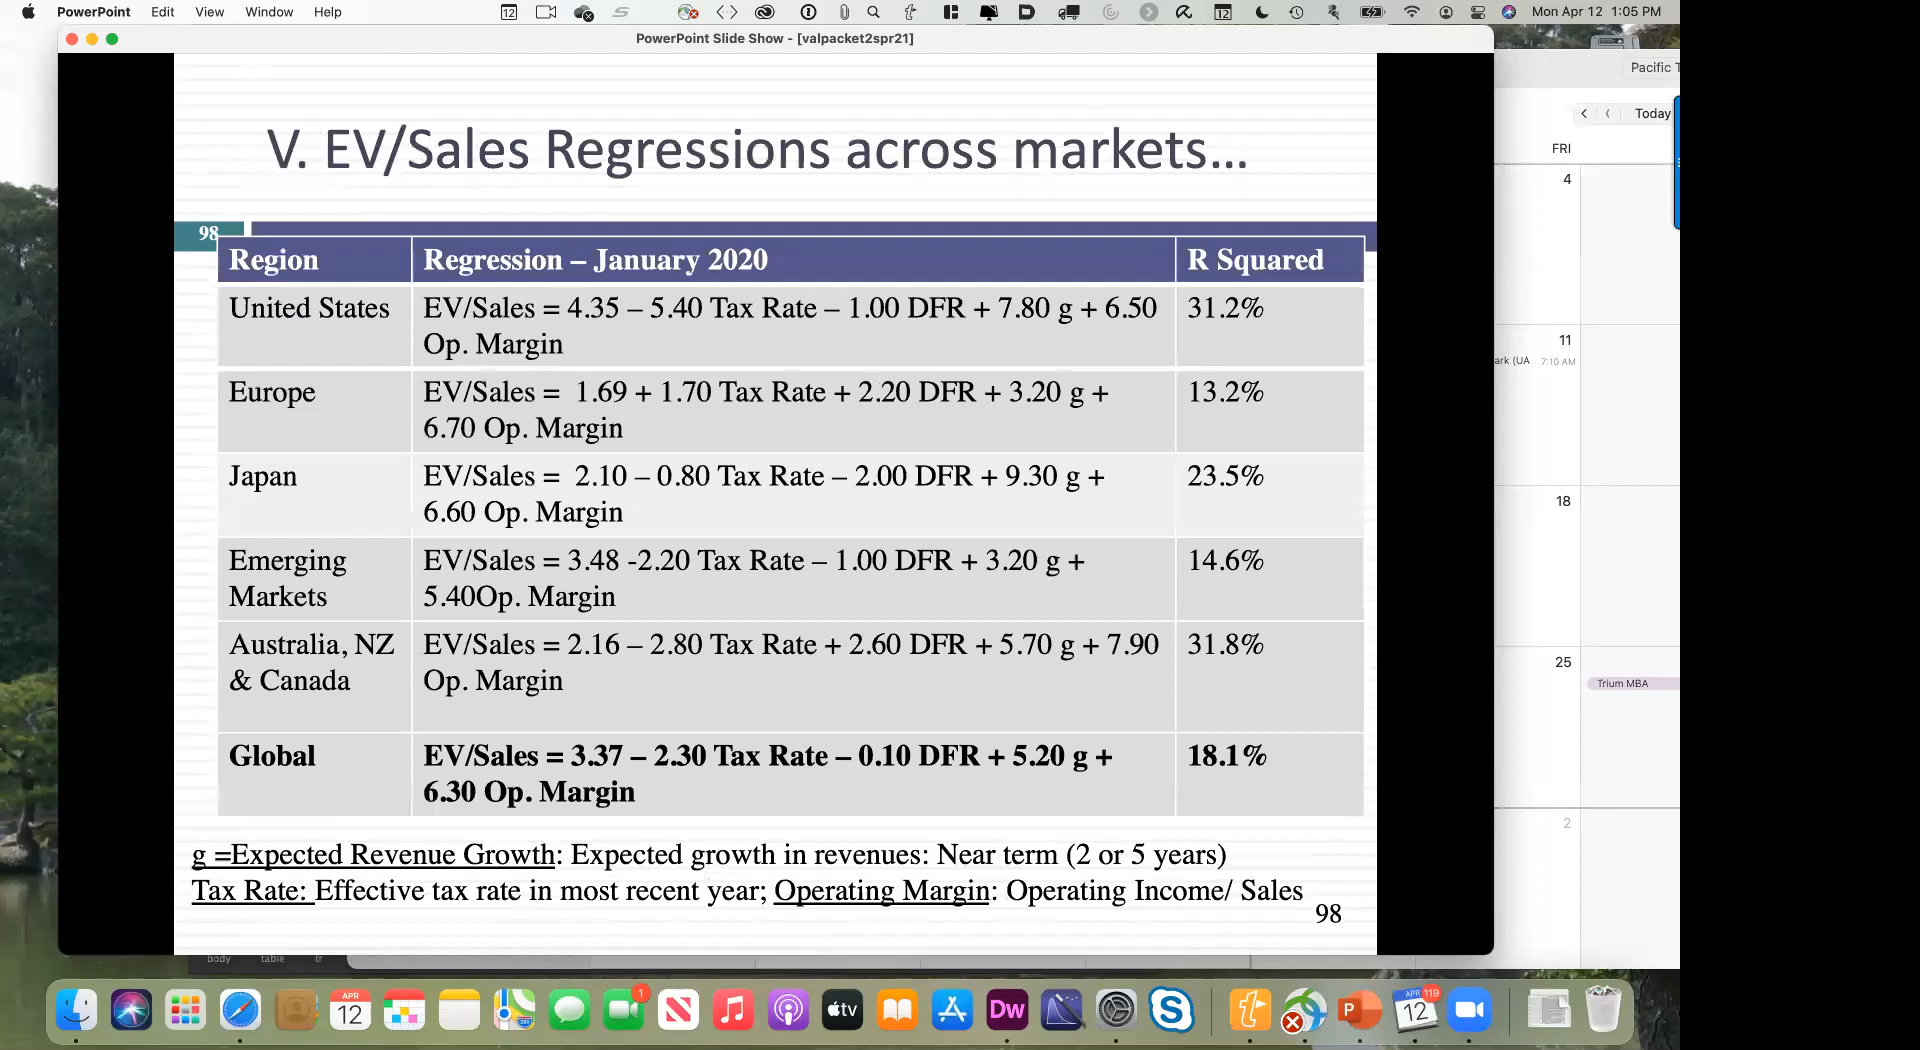 PowerPoint Edit View Window Help
12
12
Mon Apr 12 1:05 PM
PowerPoint Slide Show - [valpacket2spr21]
Pacific T
Today
FRI
4
11
ark (UA 7:10 AM
18
25
Trium MBA
2
V. EV/Sales Regressions across markets...
98
Region Regression – January 2020 R Squared
United States EV/Sales = 4.35 – 5.40 Tax Rate – 1.00 DFR + 7.80 g + 6.50 31.2%
Op. Margin
Europe EV/Sales = 1.69 + 1.70 Tax Rate + 2.20 DFR + 3.20 g + 13.2%
6.70 Op. Margin
Japan EV/Sales = 2.10 – 0.80 Tax Rate – 2.00 DFR + 9.30 g + 23.5%
6.60 Op. Margin
Emerging EV/Sales = 3.48 -2.20 Tax Rate – 1.00 DFR + 3.20 g + 14.6%
Markets 5.40Op. Margin
Australia, NZ EV/Sales = 2.16 – 2.80 Tax Rate + 2.60 DFR + 5.70 g + 7.90 31.8%
& Canada Op. Margin
Global EV/Sales = 3.37 – 2.30 Tax Rate – 0.10 DFR + 5.20 g + 18.1%
6.30 Op. Margin
g =Expected Revenue Growth: Expected growth in revenues: Near term (2 or 5 years)
Tax Rate: Effective tax rate in most recent year; Operating Margin: Operating Income/ Sales
98
body table tr
APR
12
1
tv
Dw
P
APR 119
12